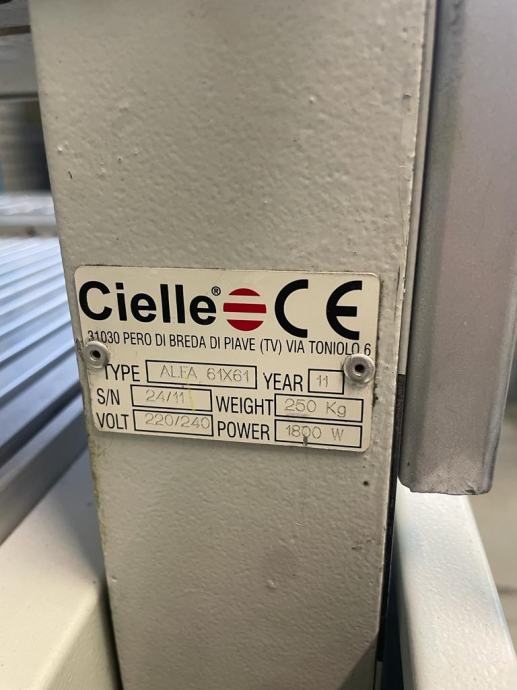 Cielle® CE
31030 PERO DI BREDA DI PIAVE (TV) VIA TONIOLO 6
TYPE ALFA 61X61 YEAR 11
S/N 24/11 WEIGHT 250 Kg
VOLT 220/240 POWER 1800 W